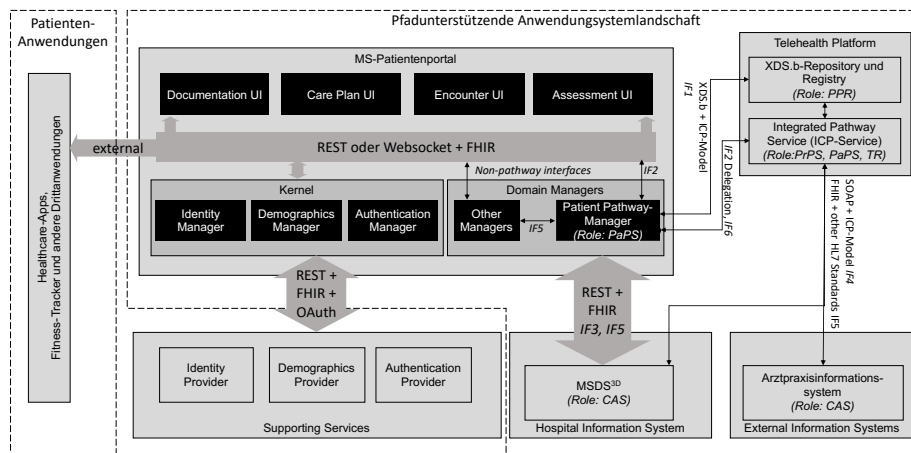 Patienten-
Anwendungen
Healthcare-Apps,
Fitness-Tracker und andere Drittanwendungen
external
Pfadunterstützende Anwendungsystemlandschaft
MS-Patientenportal
Documentation UI
Care Plan UI
Encounter UI
Assessment UI
REST oder Websocket + FHIR
Non-pathway interfaces
IF2
Kernel
Identity
Manager
Demographics
Manager
Authentication
Manager
Domain Managers
Other
Managers
IF5
Patient Pathway-
Manager
(Role: PaPS)
XDS.b + ICP-Model
IF1
IF2 Delegation,
IF6
Telehealth Platform
XDS.b-Repository und
Registry
(Role: PPR)
Integrated Pathway
Service (ICP-Service)
(Role:PrPS, PaPS, TR)
SOAP + ICP-Model IF4
FHIR + other HL7 Standards IF5
REST +
FHIR +
OAuth
REST +
FHIR
IF3, IF5
Identity
Provider
Demographics
Provider
Authentication
Provider
Supporting Services
MSDS3D
(Role: CAS)
Hospital Information System
Arztpraxisinformations-
system
(Role: CAS)
External Information Systems